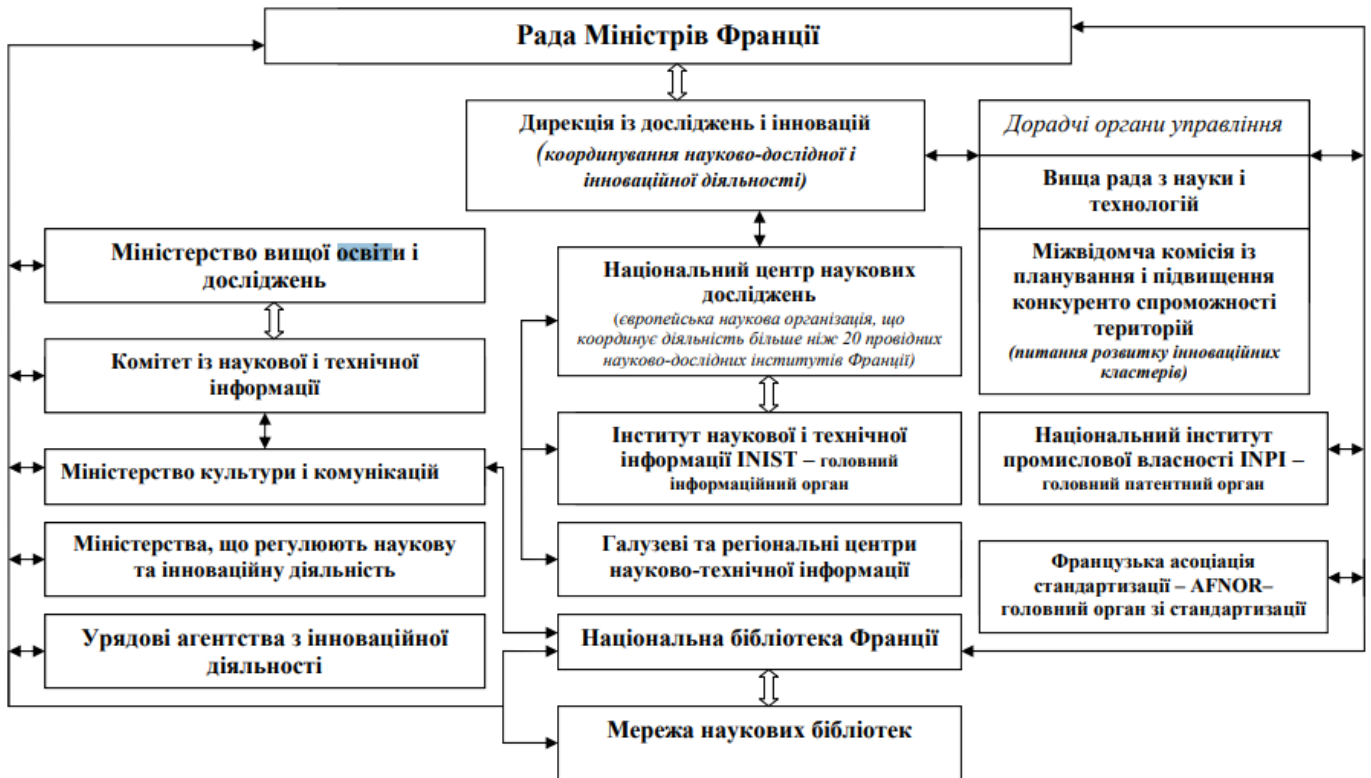 Рада Міністрів Франції
Дирекція із досліджень і інновацій
(координування науково-дослідної і
інноваційної діяльності)
Дорадчі органи управління
Вища рада з науки і
технологій
Міжвідомча комісія із
планування і підвищення
конкуренто спроможності
територій
(питання розвитку інноваційних
кластерів)
Міністерство вищої освіти і
досліджень
Комітет із наукової і технічної
інформації
Міністерство культури і комунікацій
Міністерства, що регулюють наукову
та інноваційну діяльність
Урядові агентства з інноваційної
діяльності
Національний центр наукових
досліджень
(європейська наукова організація, що
координує діяльність більше ніж 20 провідних
науково-дослідних інститутів Франції)
Інститут наукової і технічної
інформації INIST – головний
інформаційний орган
Галузеві та регіональні центри
науково-технічної інформації
Національна бібліотека Франції
Мережа наукових бібліотек
Національний інститут
промислової власності INPI –
головний патентний орган
Французька асоціація
стандартизації – AFNOR–
головний орган зі стандартизації